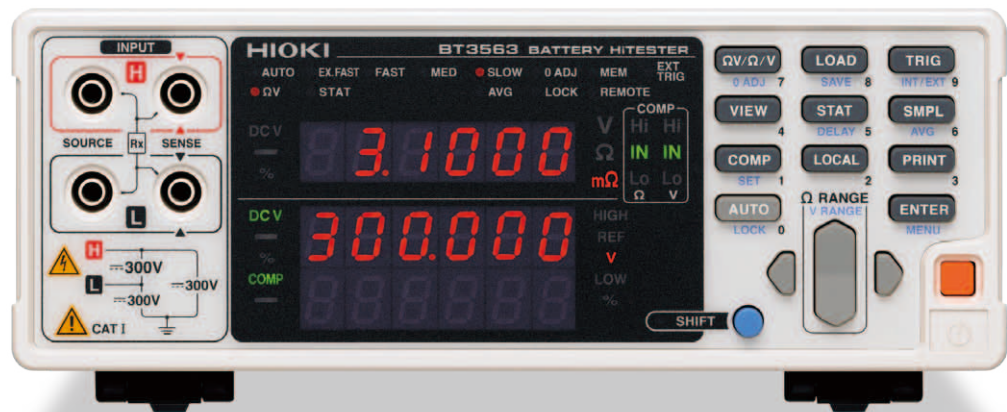 INPUT
H
SOURCE
Rx
SENSE
L
H
300V
L
300V
300V
CAT I
HIOKI
BT3563 BATTERY HiTESTER
AUTO EX.FAST FAST MED SLOW 0 ADJ MEM EXT TRIG
ΩV STAT AVG LOCK REMOTE
COMP
DC V
%
3.1000
V
Ω
mΩ
Hi Hi
IN IN
Lo Lo
Ω V
DC V
%
300.000
HIGH
REF
V
COMP
LOW
%
SHIFT
ΩV/Ω/V LOAD TRIG
0 ADJ 7 SAVE 8 INT/EXT 9
VIEW STAT SMPL
4 DELAY 5 AVG 6
COMP LOCAL PRINT
SET 1 2 3
AUTO Ω RANGE ENTER
LOCK 0 V RANGE MENU